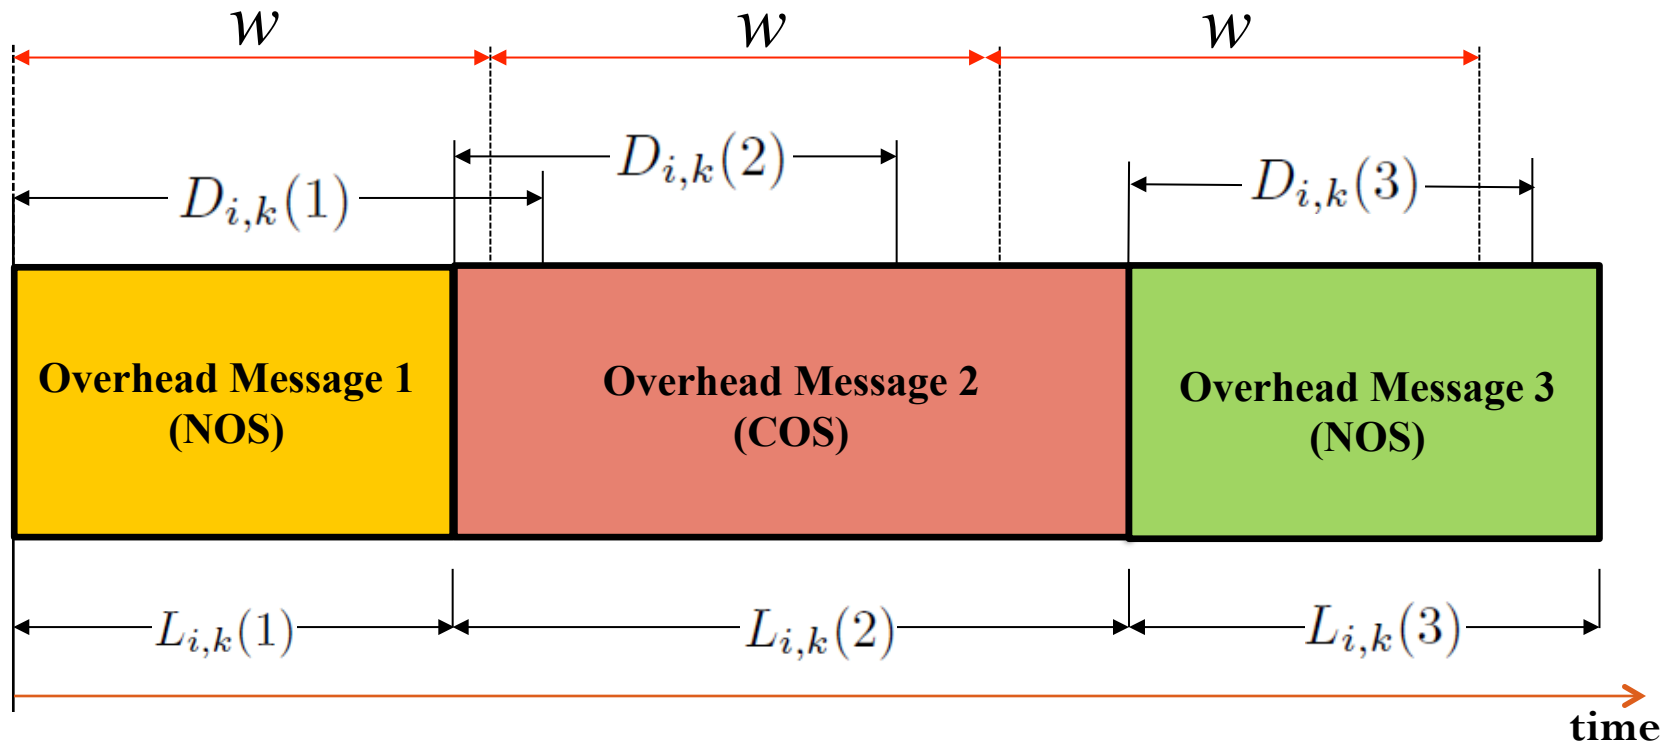 w w w
D_{i,k}(2)
D_{i,k}(1) D_{i,k}(3)
Overhead Message 1
(NOS)
Overhead Message 2
(COS)
Overhead Message 3
(NOS)
L_{i,k}(1) L_{i,k}(2) L_{i,k}(3)
time